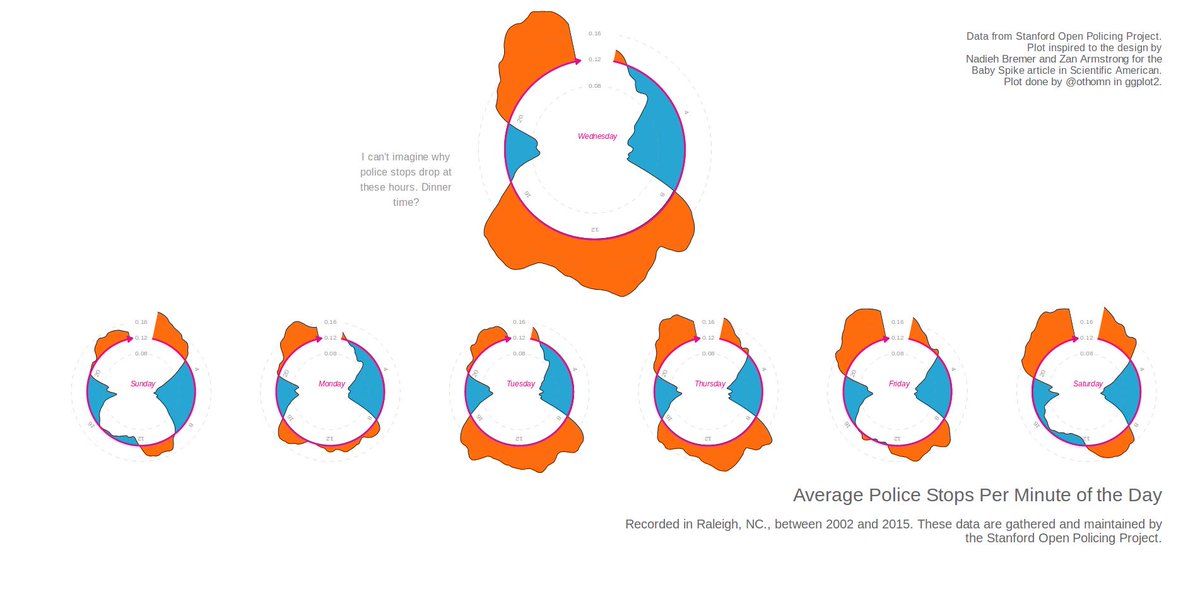 Data from Stanford Open Policing Project.
Plot inspired to the design by
Nadieh Bremer and Zan Armstrong for the
Baby Spike article in Scientific American.
Plot done by @othomn in ggplot2.
0.16
0.12
0.08
4
20
Wednesday
I can't imagine why
police stops drop at
these hours. Dinner
time?
16
8
12
0.16
0.12
0.08
4
20
Sunday
16
8
12
0.16
0.12
0.08
4
20
Monday
16
8
12
0.16
0.12
0.08
4
20
Tuesday
16
8
12
0.16
0.12
0.08
4
20
Thursday
16
8
12
0.16
0.12
0.08
4
20
Friday
16
8
12
0.16
0.12
0.08
4
20
Saturday
16
8
12
Average Police Stops Per Minute of the Day
Recorded in Raleigh, NC., between 2002 and 2015. These data are gathered and maintained by
the Stanford Open Policing Project.